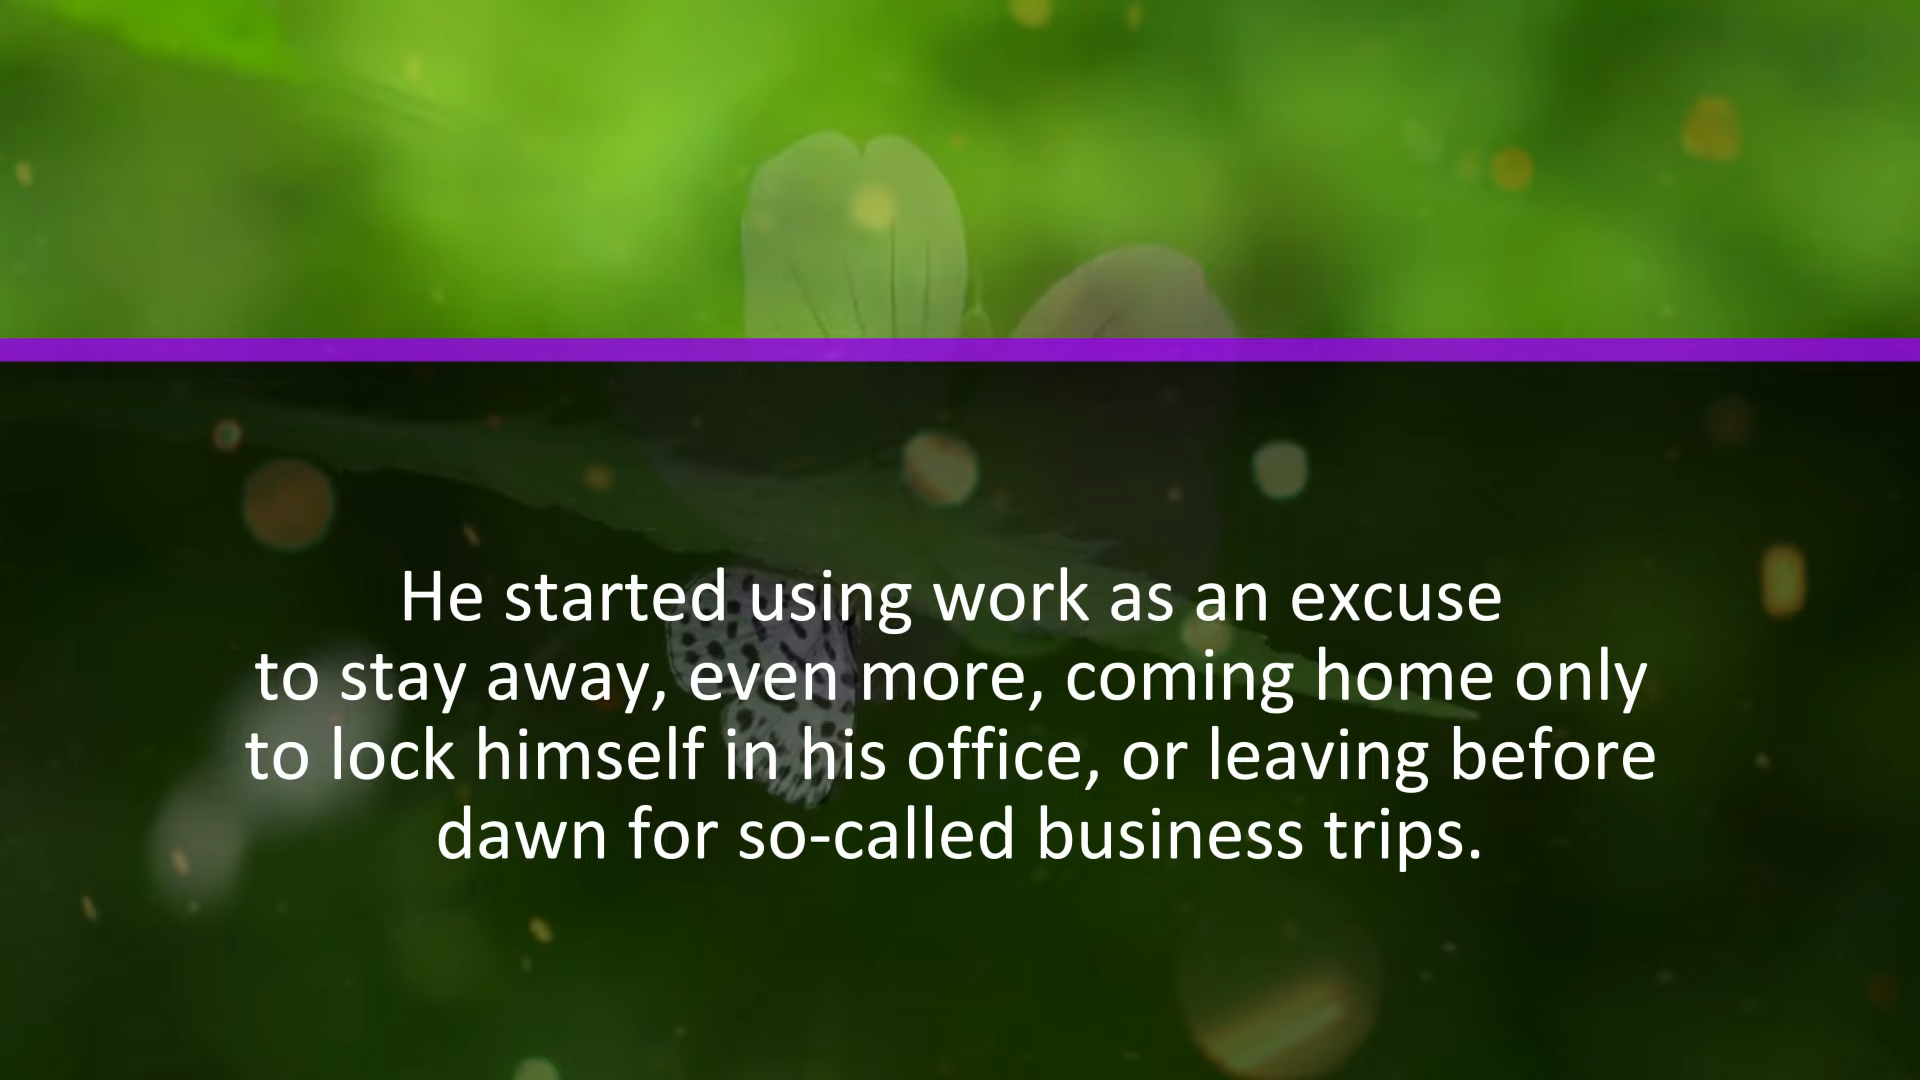 He started using work as an excuse
to stay away, even more, coming home only
to lock himself in his office, or leaving before
dawn for so-called business trips.